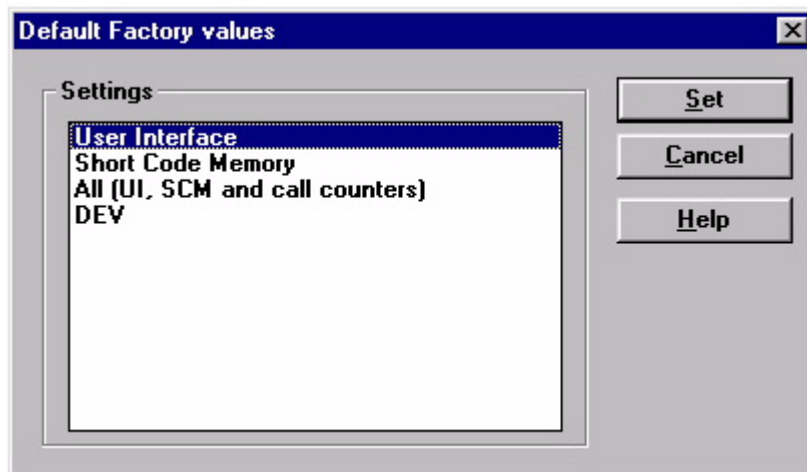 Default Factory values
Settings
User Interface
Short Code Memory
All (UI, SCM and call counters)
DEV
Set
Cancel
Help